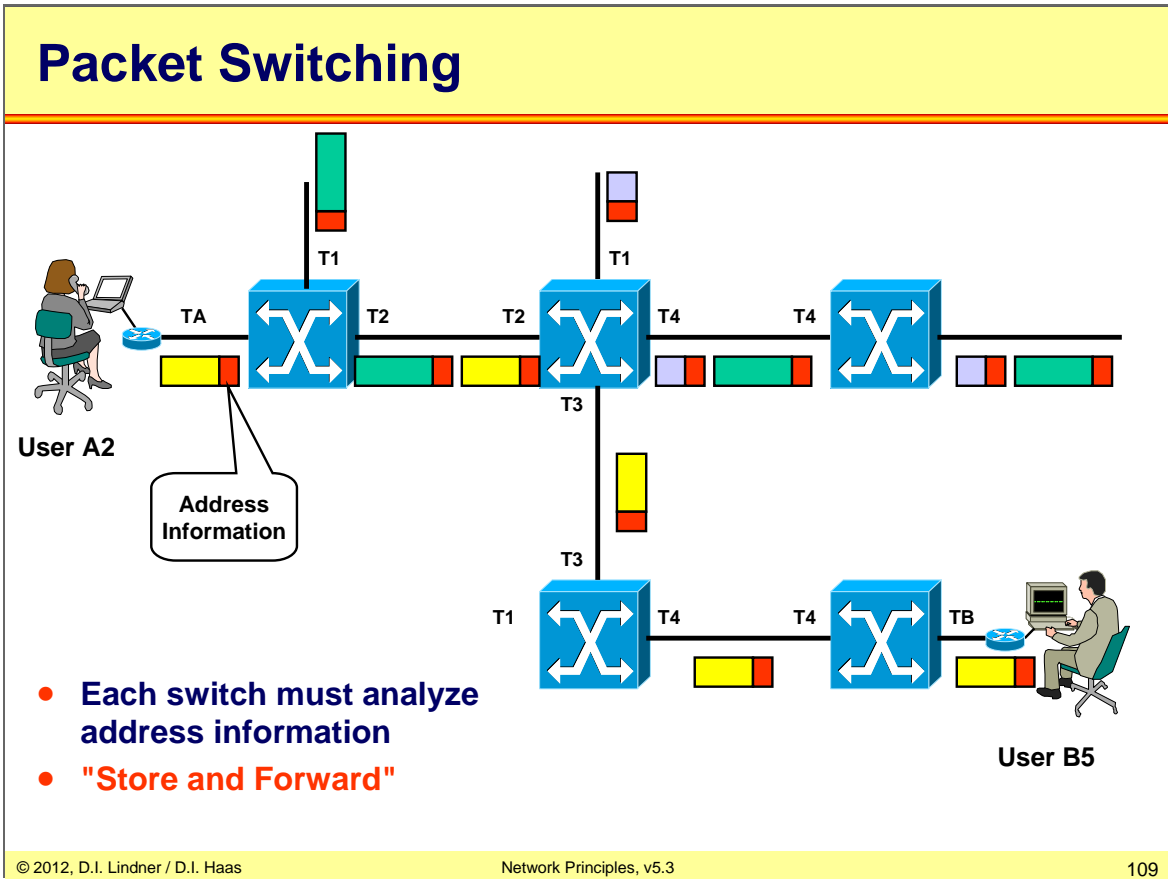 Packet Switching
T1
T1
TA
T2
T2
T4
T4
T3
User A2
Address
Information
T3
T1
T4
T4
TB
• Each switch must analyze
address information
• "Store and Forward"
User B5
© 2012, D.I. Lindner / D.I. Haas
Network Principles, v5.3
109